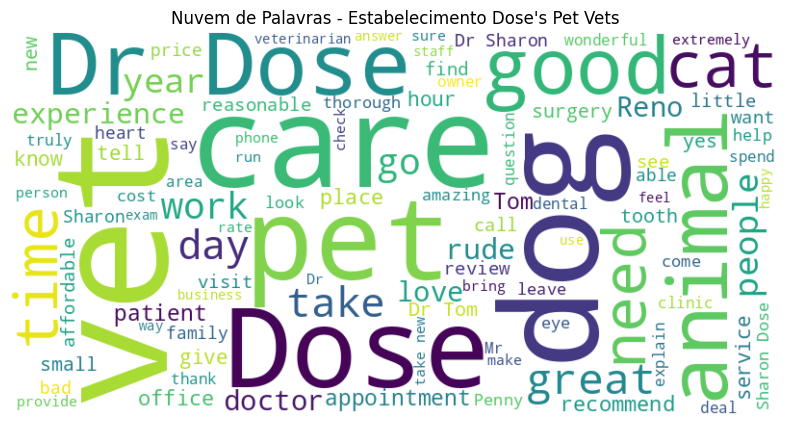 Nuvem de Palavras - Estabelecimento Dose's Pet Vets
new
Dr
Dose
veterinarian
answer
sure
staff
Dr Sharon
wonderful
extremely
price
year
find
owner
good
cat
experience
reasonable
thorough
hour
surgery
Reno
little
truly
heart
say
phone
check
care
go
question
yes
want
help
know
tell
run
see
able
spend
person
cost
area
look
place
amazing
Tom
dental
feel
happy
Sharon
exam
work
pet
call
dog
tooth
people
time
vet
day
rate
rude
use
need
animal
come
affordable
visit
Dr
take
love
review
bring
leave
clinic
business
patient
Dr Tom
eye
way
family
Mr
make
explain
service
Sharon Dose
small
give
Dose
take new
great
bad
thank
provide
office
doctor
appointment
Penny
recommend
deal